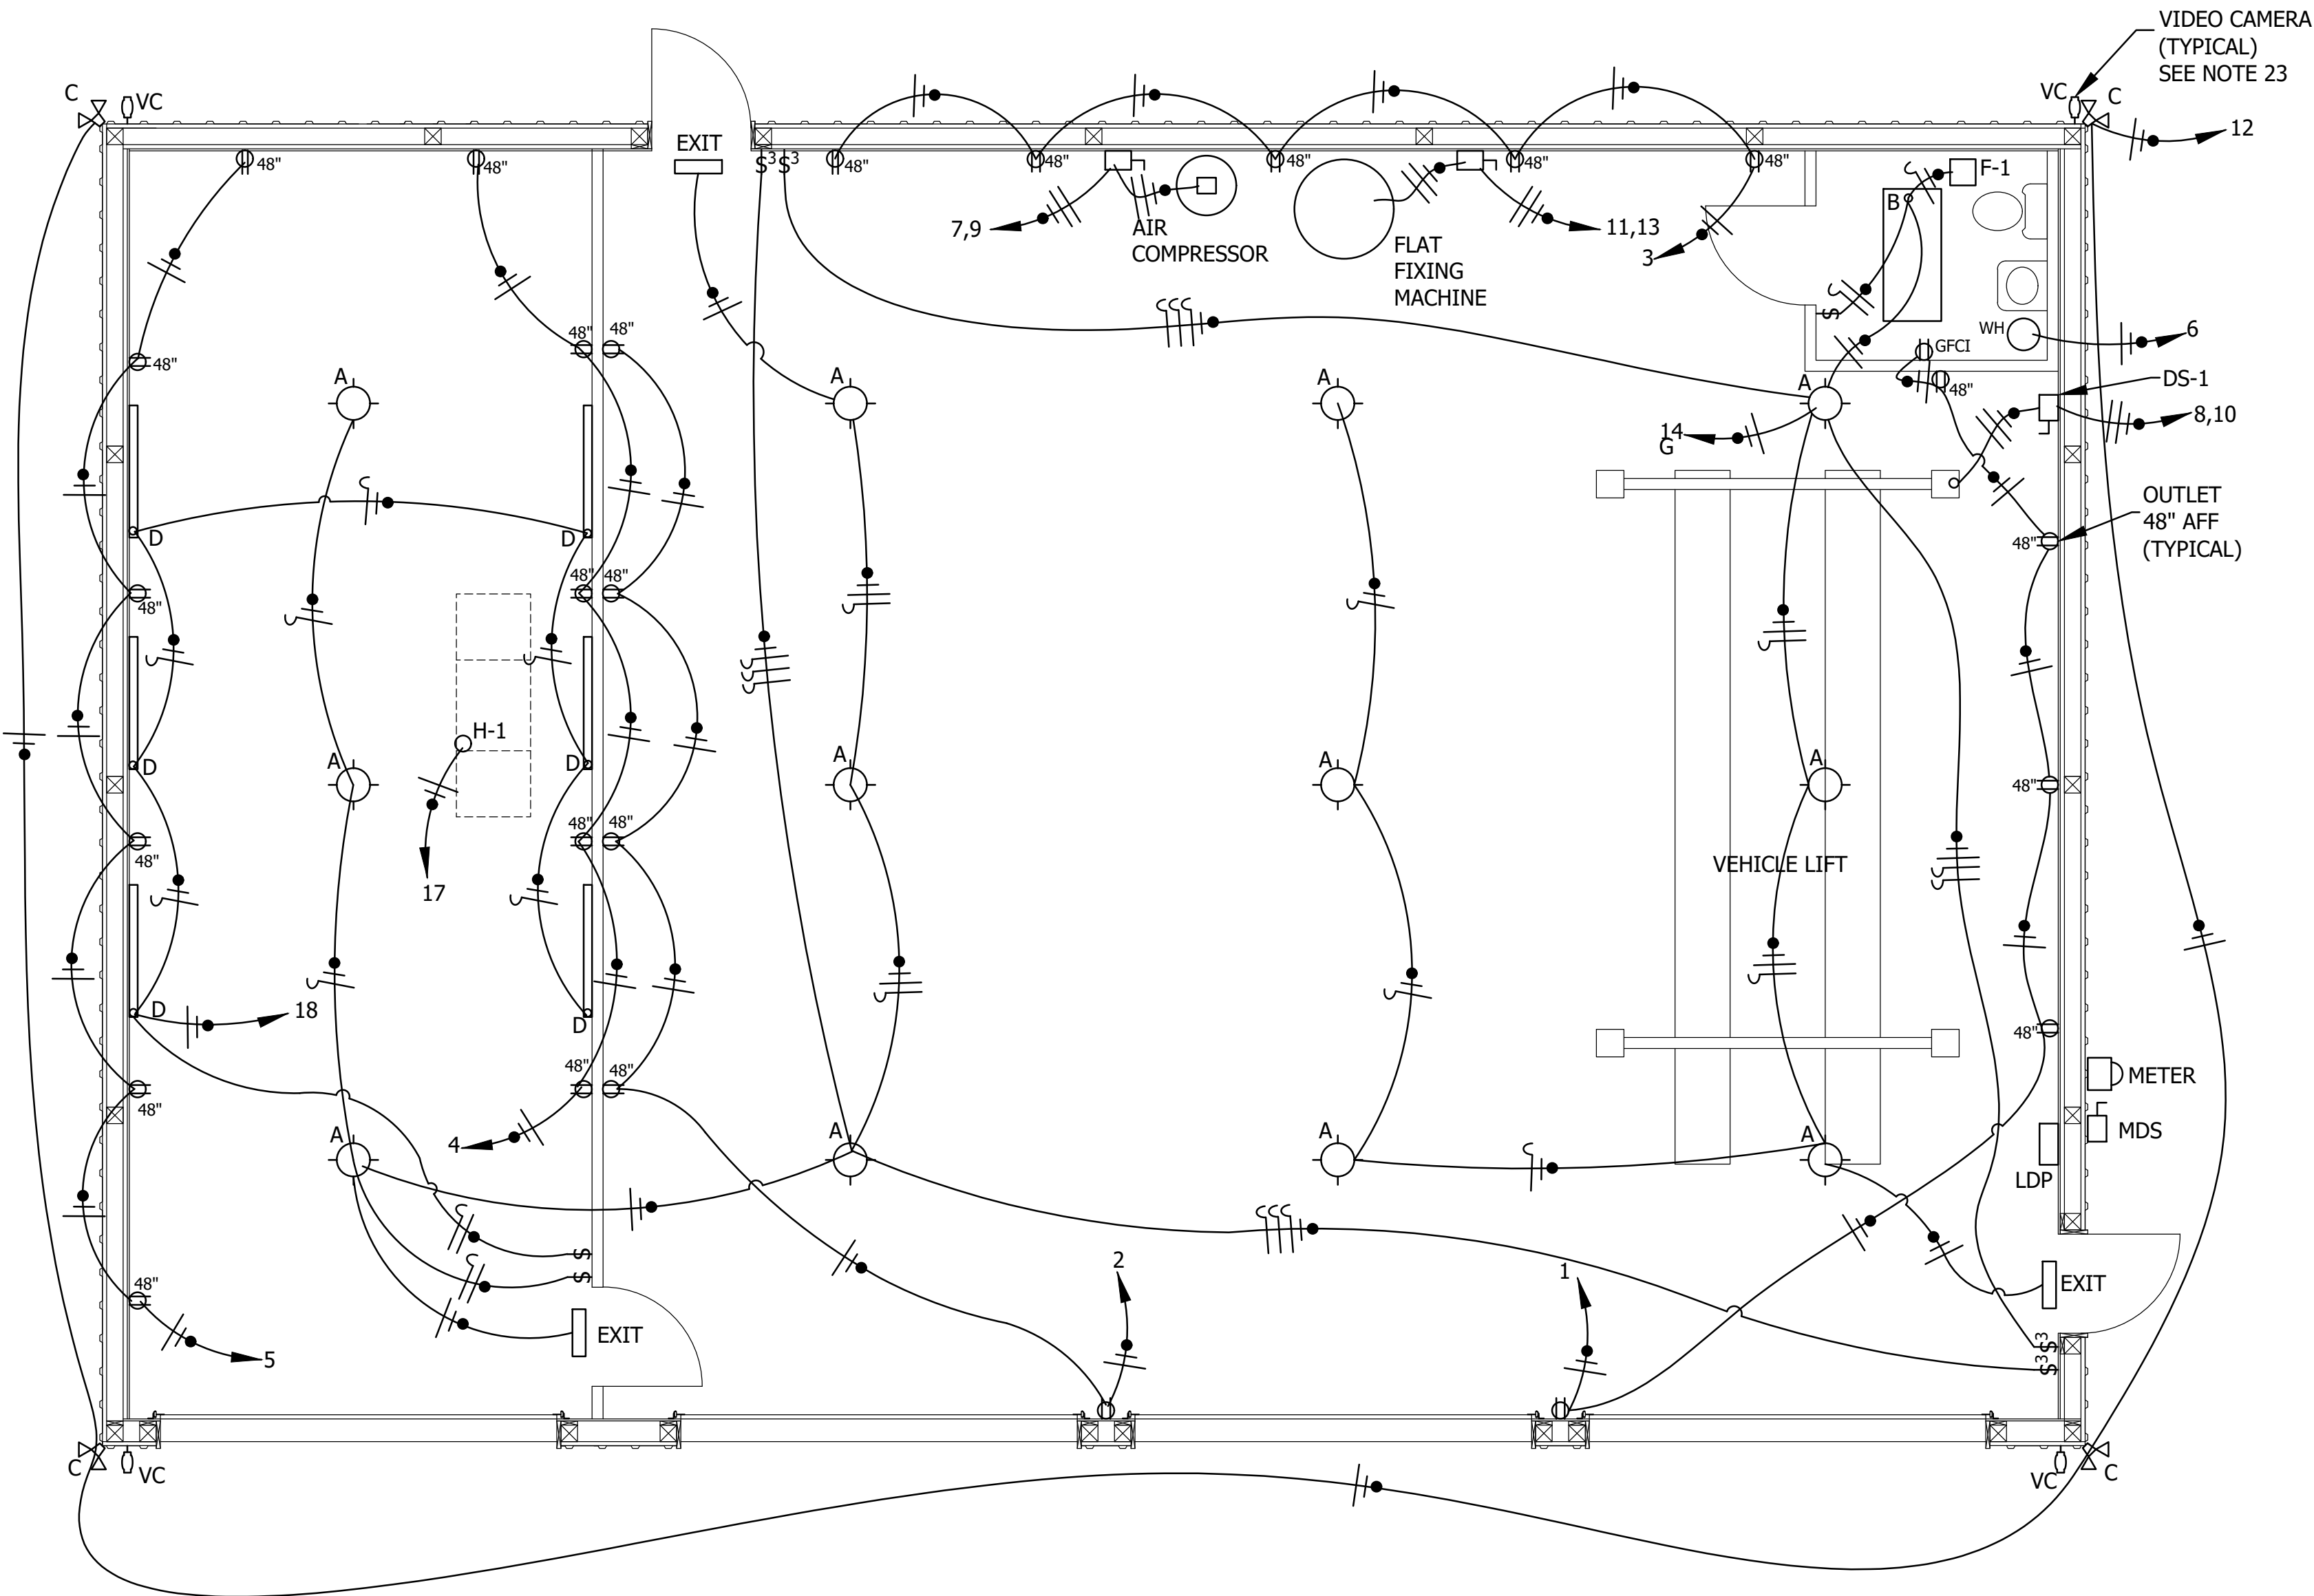 VIDEO CAMERA
(TYPICAL)
SEE NOTE 23
C
VC
VC
C
12
EXIT
S3 S3
48"
48"
48"
48"
48"
48"
48"
7,9
AIR
COMPRESSOR
FLAT
FIXING
MACHINE
11,13
3
F-1
B
S
WH
6
GFCI
48"
DS-1
8,10
48"
48"
48"
A
A
A
A
14
G
OUTLET
48" AFF
(TYPICAL)
48"
D
D
48"
48"
48"
H-1
D
D
A
A
A
A
48"
48"
48"
48"
VEHICLE LIFT
17
D
18
D
48"
METER
MDS
LDP
48"
48"
48"
4
A
A
A
A
S
S
2
1
EXIT
48"
EXIT
5
S3
S3
C
VC
VC
C